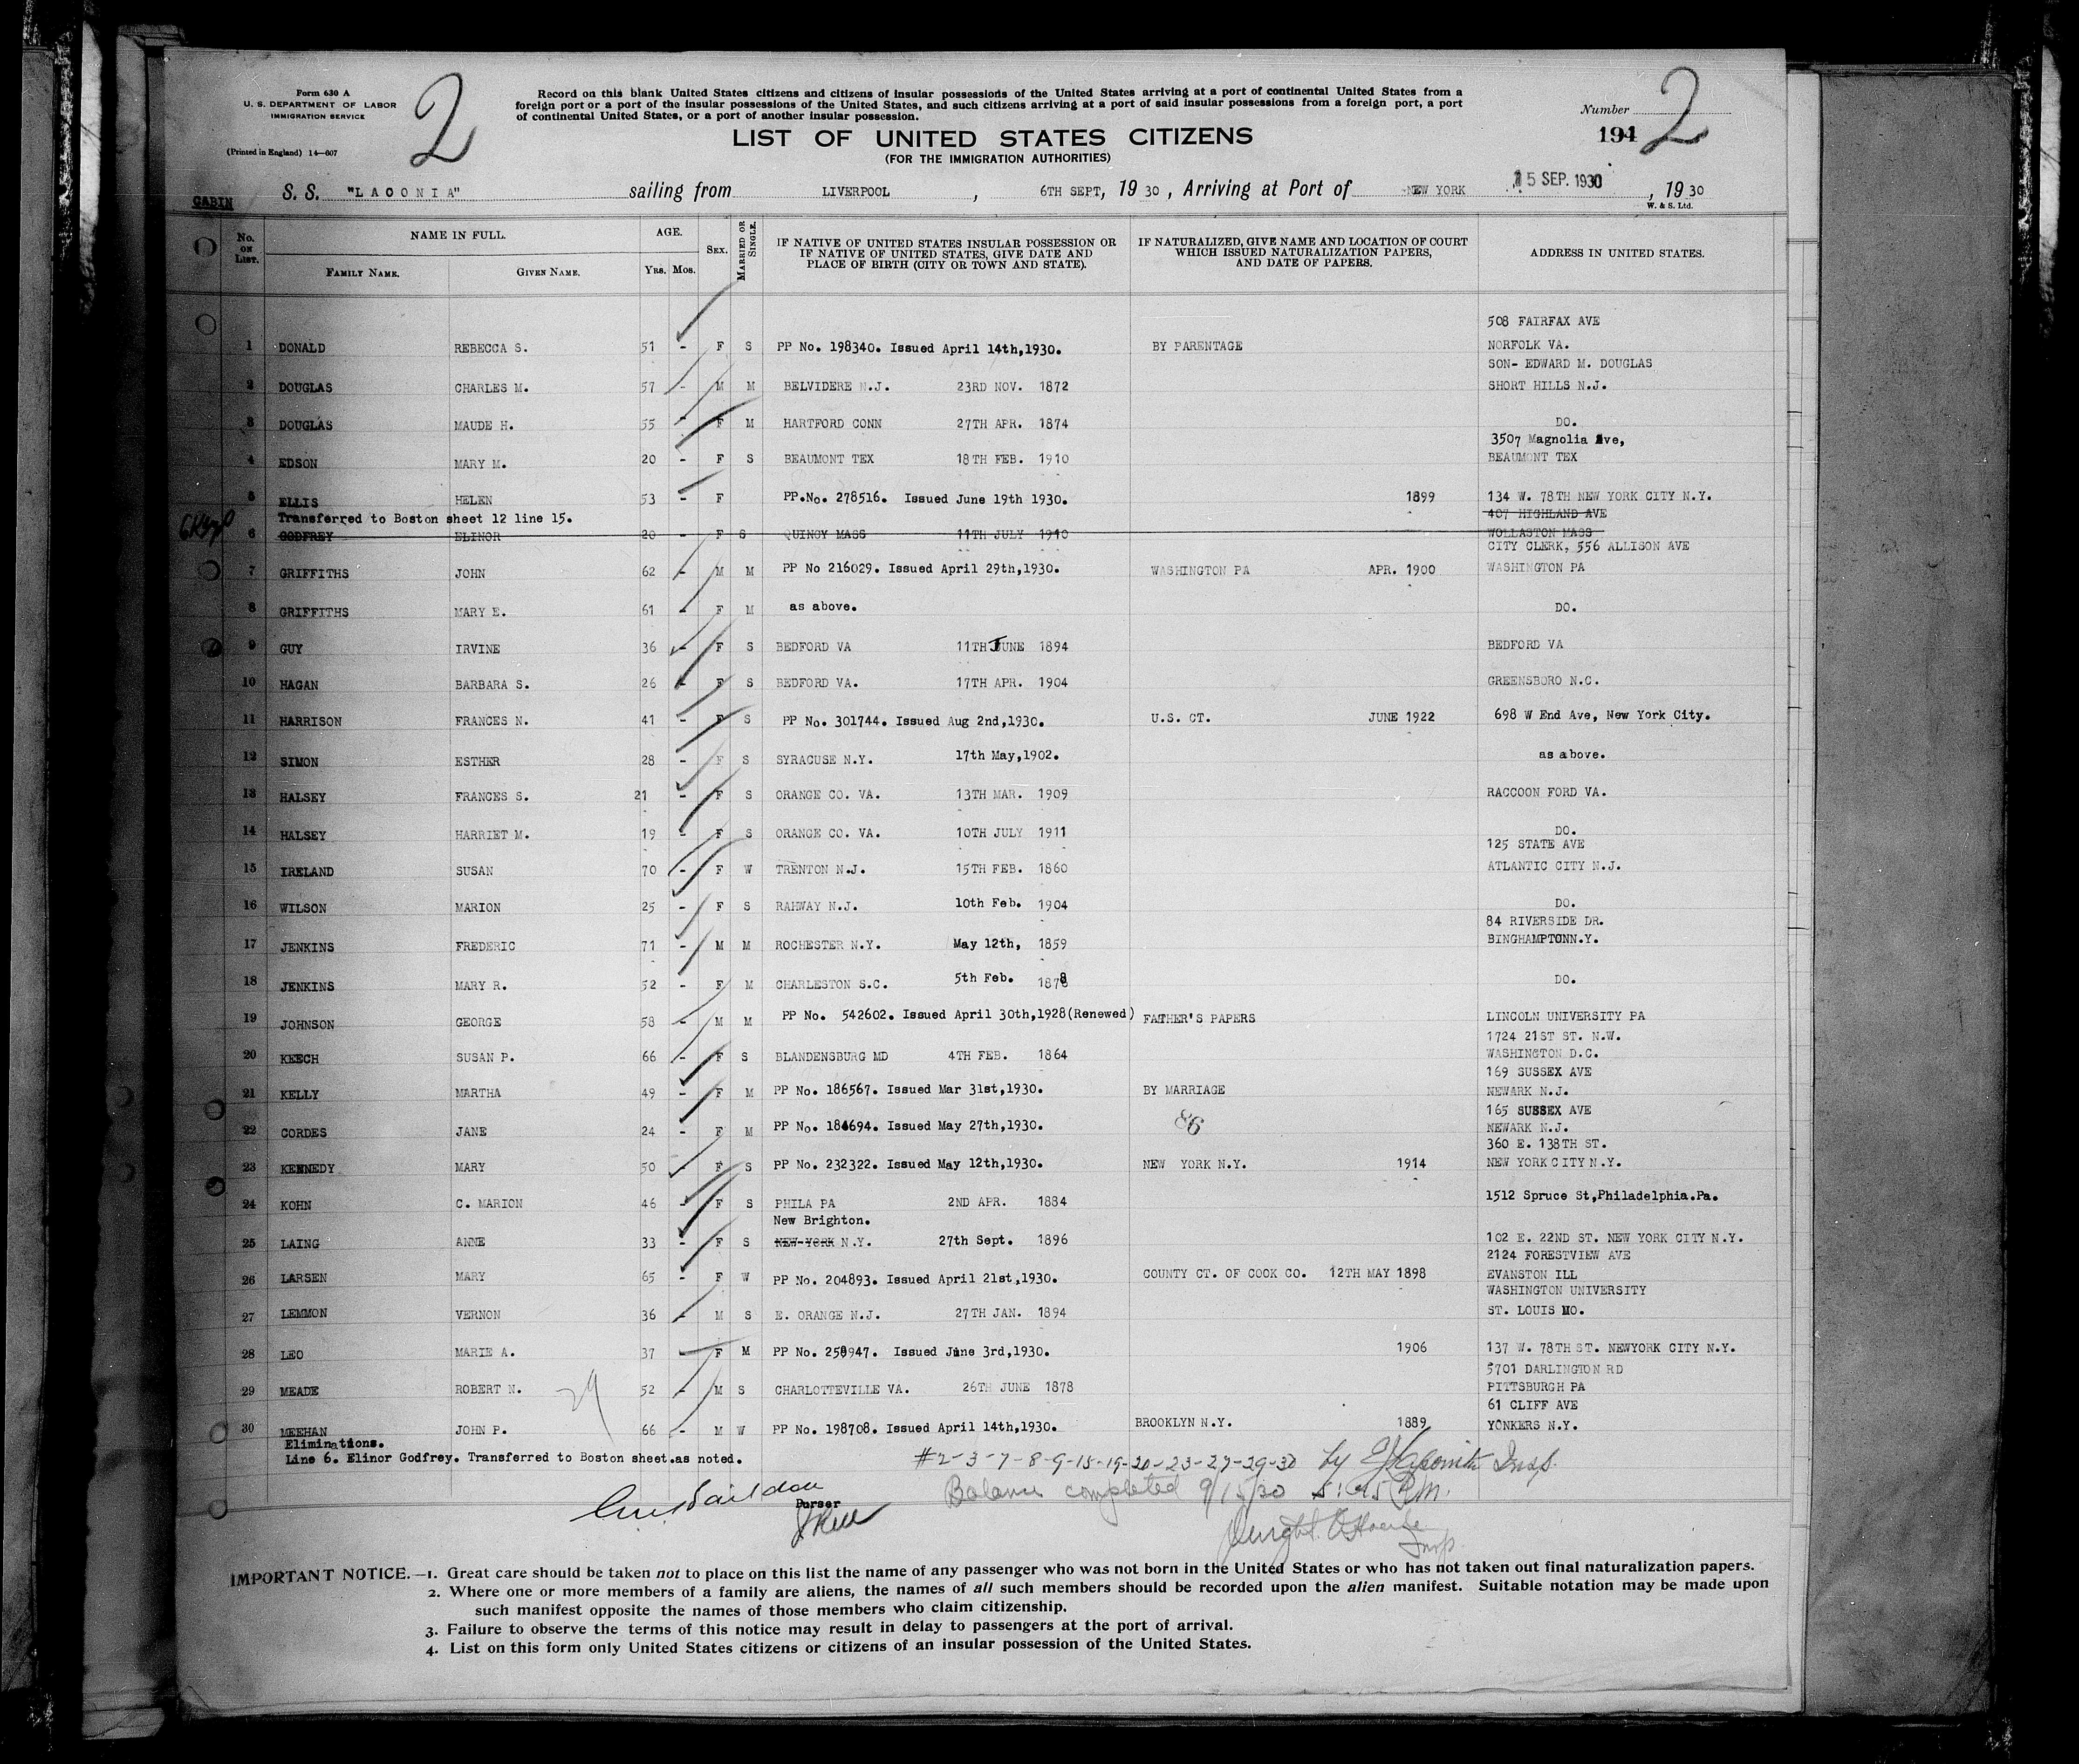 Form 630 A
U. S. DEPARTMENT OF LABOR
IMMIGRATION SERVICE
(Printed in England) 14—607
2
Record on this blank United States citizens and citizens of insular possessions of the United States arriving at a port of continental United States from a
foreign port or a port of the insular possessions of the United States, and such citizens arriving at a port of said insular possessions from a foreign port, a port
of continental United States, or a port of another insular possession.
LIST OF UNITED STATES CITIZENS
(FOR THE IMMIGRATION AUTHORITIES)
Number
191
2
CABIN
S. S. "LACONIA" sailing from LIVERPOOL, 6TH SEPT, 19 30, Arriving at Port of NEW YORK 15 SEP. 1930, 19 30
W. & S. Ltd.
No. ON LIST. NAME IN FULL. FAMILY NAME. GIVEN NAME. AGE. Yrs. Mos. SEX. MARRIED OR SINGLE. IF NATIVE OF UNITED STATES INSULAR POSSESSION OR IF NATIVE OF UNITED STATES, GIVE DATE AND PLACE OF BIRTH (CITY OR TOWN AND STATE). IF NATURALIZED, GIVE NAME AND LOCATION OF COURT WHICH ISSUED NATURALIZATION PAPERS, AND DATE OF PAPERS. ADDRESS IN UNITED STATES.
508 FAIRFAX AVE
1 DONALD REBECCA S. 51 - F S PP No. 198340. Issued April 14th,1930. BY PARENTAGE NORFOLK VA.
SON- EDWARD M. DOUGLAS
2 DOUGLAS CHARLES M. 57 - M M BELVIDERE N.J. 23RD NOV. 1872 SHORT HILLS N.J.
3 DOUGLAS MAUDE H. 55 - F M HARTFORD CONN 27TH APR. 1874 DO.
3507 Magnolia Ave,
4 EDSON MARY M. 20 - F S BEAUMONT TEX 18TH FEB. 1910 BEAUMONT TEX
5 ELLIS HELEN 53 - F PP.No. 278516. Issued June 19th 1930. 1899 134 W. 78TH NEW YORK CITY N.Y.
Transferred to Boston sheet 12 line 15. 407 HIGHLAND AVE
6 GODFREY ELINOR 20 - F S QUINCY MASS 11TH JULY 1910 WOLLASTON MASS
CITY CLERK, 556 ALLISON AVE
7 GRIFFITHS JOHN 62 - M M PP No 216029. Issued April 29th,1930. WASHINGTON PA APR. 1900 WASHINGTON PA
8 GRIFFITHS MARY E. 61 - F M as above. DO.
9 GUY IRVINE 36 - F S BEDFORD VA 11TH JUNE 1894 BEDFORD VA
10 HAGAN BARBARA S. 26 - F S BEDFORD VA. 17TH APR. 1904 GREENSBORO N.C.
11 HARRISON FRANCES N. 41 - F S PP No. 301744. Issued Aug 2nd,1930. U.S. CT. JUNE 1922 698 W End Ave, New York City.
12 SIMON ESTHER 28 - F S SYRACUSE N.Y. 17th May,1902. as above.
13 HALSEY FRANCES S. 21 - F S ORANGE CO. VA. 13TH MAR. 1909 RACCOON FORD VA.
14 HALSEY HARRIET M. 19 - F S ORANGE CO. VA. 10TH JULY 1911 DO.
125 STATE AVE
15 IRELAND SUSAN 70 - F W TRENTON N.J. 15TH FEB. 1860 ATLANTIC CITY N.J.
16 WILSON MARION 25 - F S RAHWAY N.J. 10th Feb. 1904 DO.
84 RIVERSIDE DR.
17 JENKINS FREDERIC 71 - M M ROCHESTER N.Y. May 12th, 1859 BINGHAMPTONN.Y.
18 JENKINS MARY R. 52 - F M CHARLESTON S.C. 5th Feb. 1878 DO.
19 JOHNSON GEORGE 58 - M M PP No. 542602. Issued April 30th,1928(Renewed) FATHER'S PAPERS LINCOLN UNIVERSITY PA
1724 21ST ST. N.W.
20 KEECH SUSAN P. 66 - F S BLANDENSBURG MD 4TH FEB. 1864 WASHINGTON D.C.
169 SUSSEX AVE
21 KELLY MARTHA 49 - F M PP No. 186567. Issued Mar 31st,1930. BY MARRIAGE NEWARK N.J.
165 SUSSEX AVE
22 CORDES JANE 24 - F M PP No. 184694. Issued May 27th,1930. 86 NEWARK N.J.
360 E. 138TH ST.
23 KENNEDY MARY 50 - F S PP No. 232322. Issued May 12th,1930. NEW YORK N.Y. 1914 NEW YORK CITY N.Y.
24 KOHN C. MARION 46 - F S PHILA PA 2ND APR. 1884 1512 Spruce St,Philadelphia.Pa.
New Brighton.
25 LAING ANNE 33 - F S NEW YORK N.Y. 27th Sept. 1896 102 E. 22ND ST. NEW YORK CITY N.Y.
2124 FORESTVIEW AVE
26 LARSEN MARY 65 - F W PP No. 204893. Issued April 21st,1930. COUNTY CT. OF COOK CO. 12TH MAY 1898 EVANSTON ILL
WASHINGTON UNIVERSITY
27 LEMMON VERNON 36 - M S E. ORANGE N.J. 27TH JAN. 1894 ST. LOUIS MO.
28 LEO MARIE A. 37 - F M PP No. 258947. Issued June 3rd,1930. 1906 137 W. 78TH ST. NEWYORK CITY N.Y.
5701 DARLINGTON RD
29 MEADE ROBERT N. 29 52 - M S CHARLOTTEVILLE VA. 26TH JUNE 1878 PITTSBURGH PA
61 CLIFF AVE
30 MEEHAN JOHN P. 66 - M W PP No. 198708. Issued April 14th,1930. BROOKLYN N.Y. 1889 YONKERS N.Y.
Eliminations.
Line 6. Elinor Godfrey. Transferred to Boston sheet.as noted.
#2-3-7-8-9-15-19-20-23-27-29-30 by Insp.
Balance completed 9/15/30 5:45 P.M.
Purser
Insp.
IMPORTANT NOTICE.—1. Great care should be taken not to place on this list the name of any passenger who was not born in the United States or who has not taken out final naturalization papers.
2. Where one or more members of a family are aliens, the names of all such members should be recorded upon the alien manifest. Suitable notation may be made upon
such manifest opposite the names of those members who claim citizenship.
3. Failure to observe the terms of this notice may result in delay to passengers at the port of arrival.
4. List on this form only United States citizens or citizens of an insular possession of the United States.